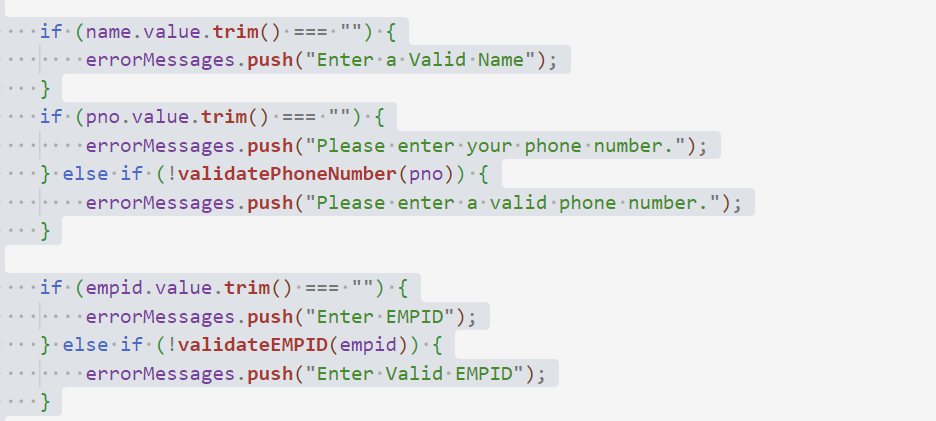 if (name.value.trim() === "") {
errorMessages.push("Enter a Valid Name");
}
if (pno.value.trim() === "") {
errorMessages.push("Please enter your phone number.");
} else if (!validatePhoneNumber(pno)) {
errorMessages.push("Please enter a valid phone number.");
}
if (empid.value.trim() === "") {
errorMessages.push("Enter EMPID");
} else if (!validateEMPID(empid)) {
errorMessages.push("Enter Valid EMPID");
}